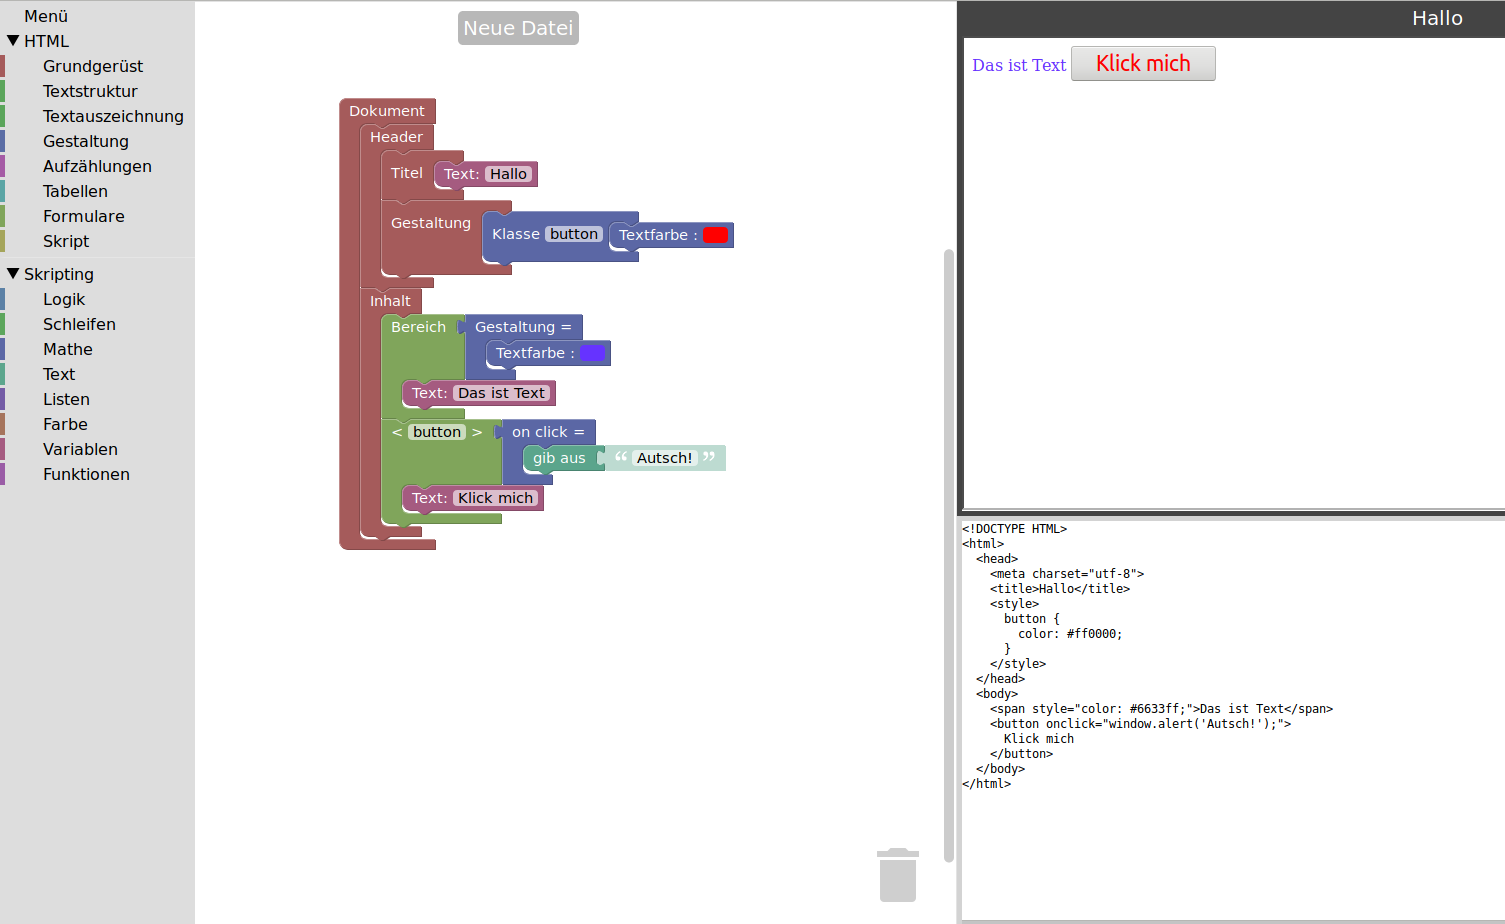 Menü
HTML
Grundgerüst
Textstruktur
Textauszeichnung
Gestaltung
Aufzählungen
Tabellen
Formulare
Skript
Skripting
Logik
Schleifen
Mathe
Text
Listen
Farbe
Variablen
Funktionen
Neue Datei
Dokument
Header
Titel Text: Hallo
Gestaltung Klasse button Textfarbe :
Inhalt
Bereich Gestaltung =
Textfarbe :
Text: Das ist Text
< button > on click =
gib aus “ Autsch! ”
Text: Klick mich
Hallo
Das ist Text Klick mich
<!DOCTYPE HTML>
<html>
  <head>
    <meta charset="utf-8">
    <title>Hallo</title>
    <style>
      button {
        color: #ff0000;
      }
    </style>
  </head>
  <body>
    <span style="color: #6633ff;">Das ist Text</span>
    <button onclick="window.alert('Autsch!');">
      Klick mich
    </button>
  </body>
</html>